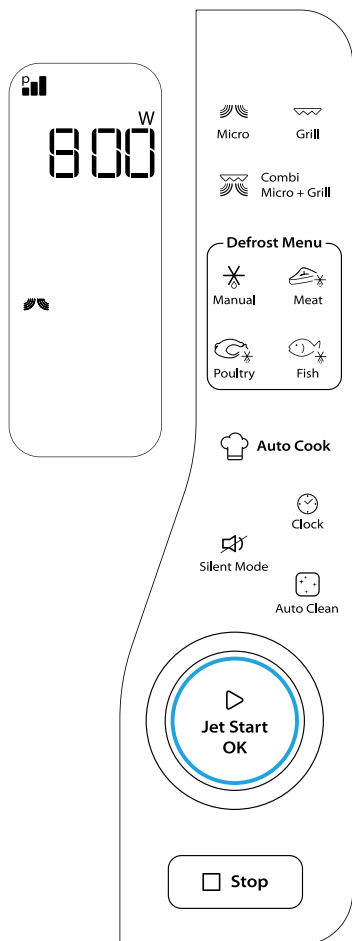 P
W
800
Micro
Grill
Combi
Micro + Grill
Defrost Menu
Manual
Meat
Poultry
Fish
Auto Cook
Clock
Silent Mode
Auto Clean
Jet Start
OK
Stop